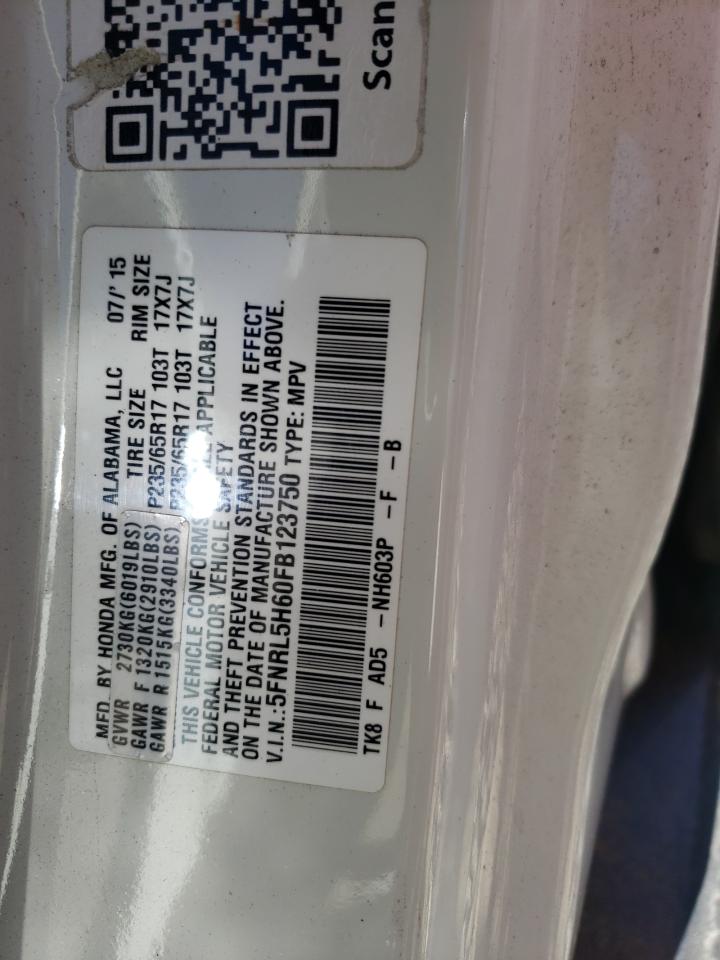 Scan
MFD. BY HONDA MFG. OF ALABAMA, LLC 07/'15
GVWR 2730KG(6019LBS) TIRE SIZE RIM SIZE
GAWR F 1320KG(2910LBS) P235/65R17 103T 17X7J
GAWR R 1515KG(3340LBS) P235/65R17 103T 17X7J
THIS VEHICLE CONFORMS APPLICABLE
FEDERAL MOTOR VEHICLE SAFETY
AND THEFT PREVENTION STANDARDS IN EFFECT
ON THE DATE OF MANUFACTURE SHOWN ABOVE.
V.I.N.:5FNRL5H60FB123750 TYPE: MPV
TK8 F AD5 -NH603P -F -B